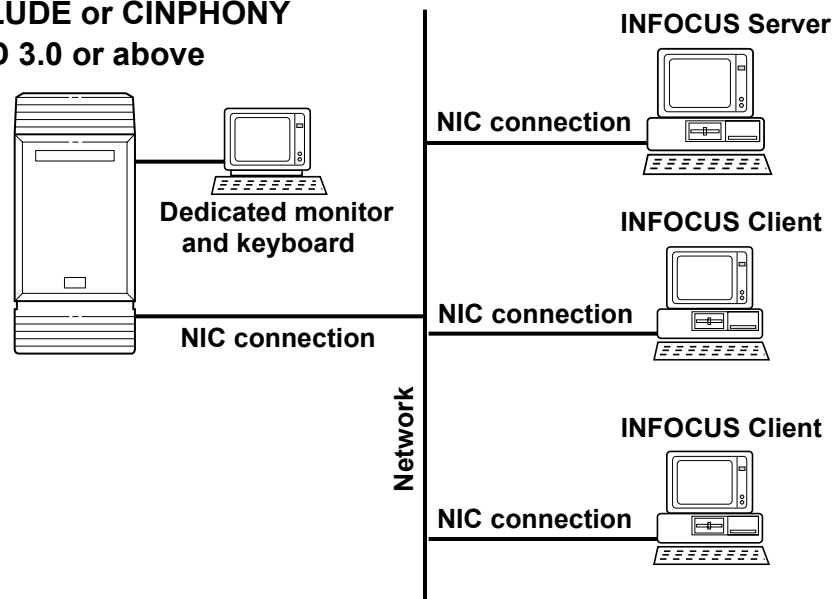 or CINPHONY
3.0 or above
Dedicated monitor
and keyboard
NIC connection
Network
INFOCUS Server
NIC connection
INFOCUS Client
NIC connection
INFOCUS Client
NIC connection